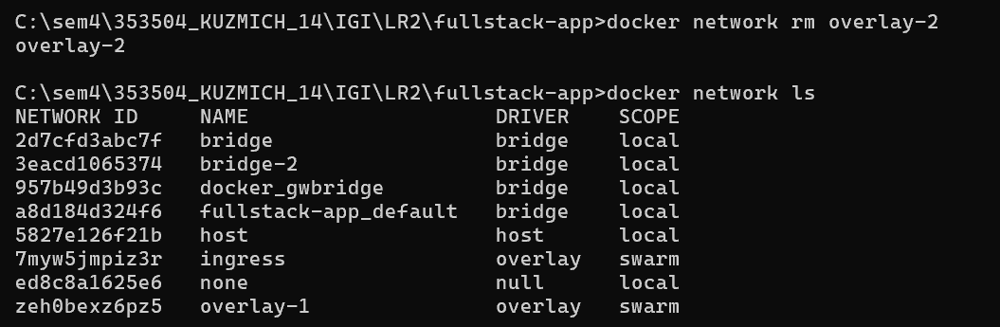 C:\sem4\353504_KUZMICH_14\IGI\LR2\fullstack-app>docker network rm overlay-2
overlay-2
C:\sem4\353504_KUZMICH_14\IGI\LR2\fullstack-app>docker network ls
NETWORK ID     NAME                    DRIVER    SCOPE
2d7cfd3abc7f   bridge                  bridge    local
3eacd1065374   bridge-2                bridge    local
957b49d3b93c   docker_gwbridge         bridge    local
a8d184d324f6   fullstack-app_default   bridge    local
5827e126f21b   host                    host      local
7myw5jmpiz3r   ingress                 overlay   swarm
ed8c8a1625e6   none                    null      local
zeh0bexz6pz5   overlay-1               overlay   swarm